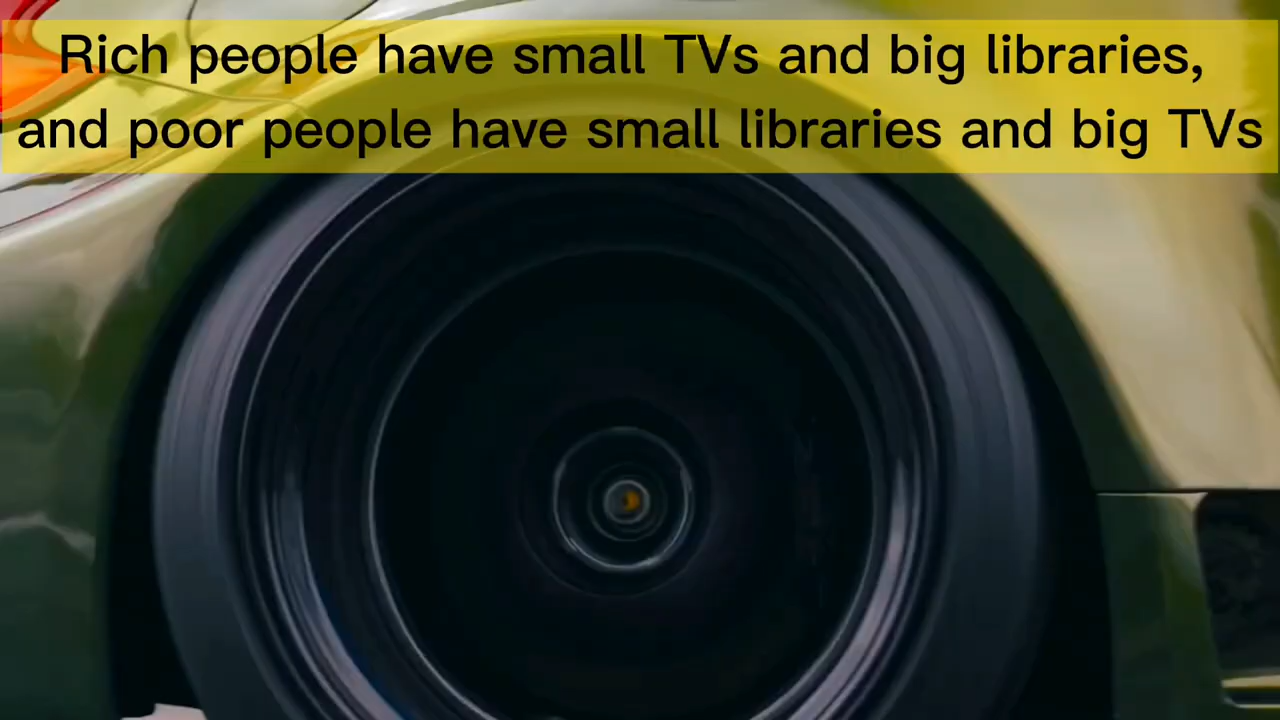 Rich people have small TVs and big libraries,
and poor people have small libraries and big TVs